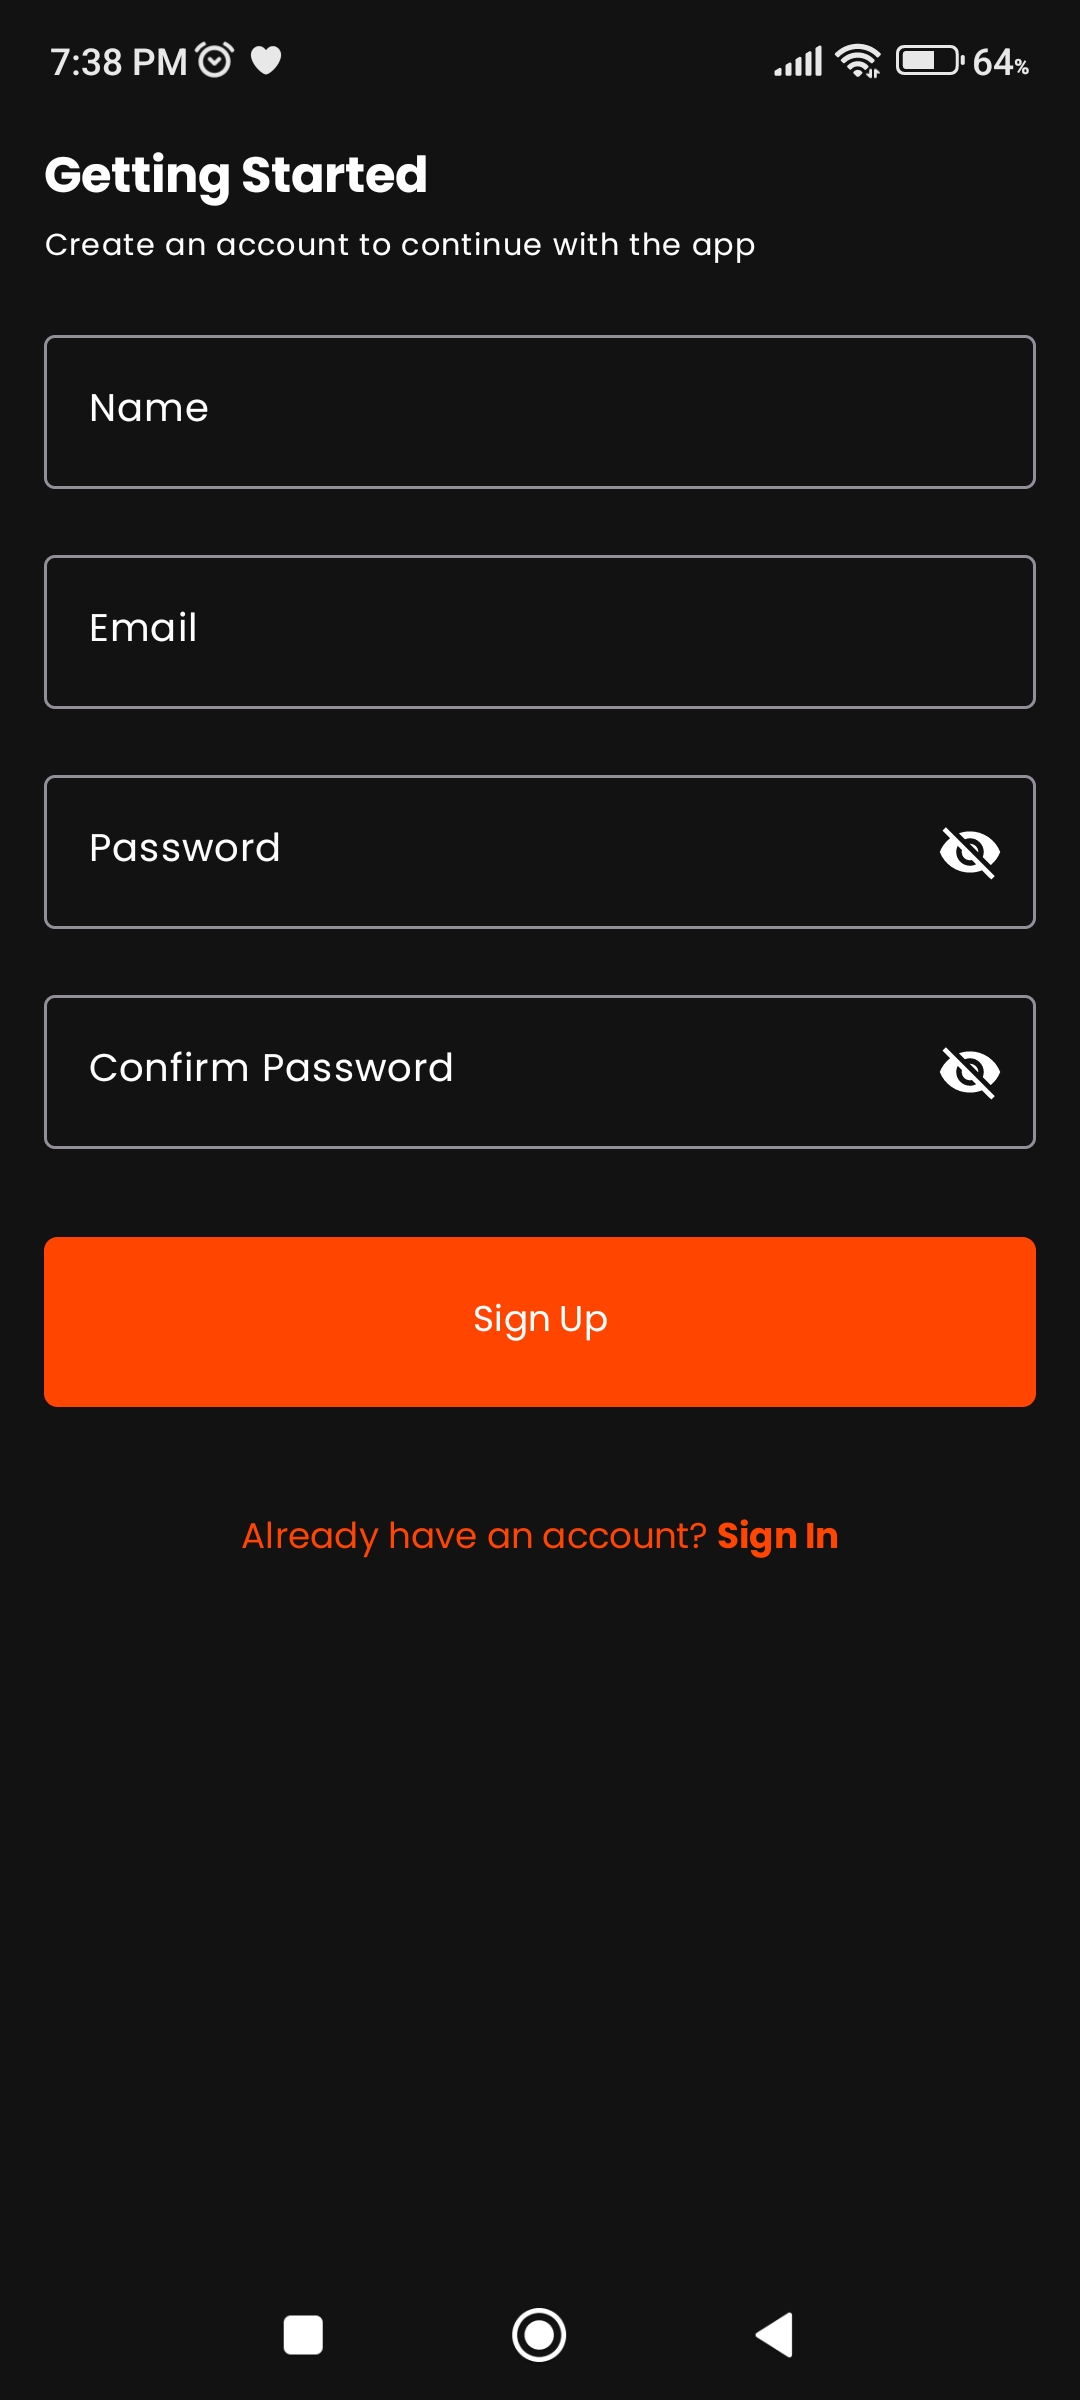 7:38 PM 64%
Getting Started
Create an account to continue with the app
Name
Email
Password
Confirm Password
Sign Up
Already have an account? Sign In